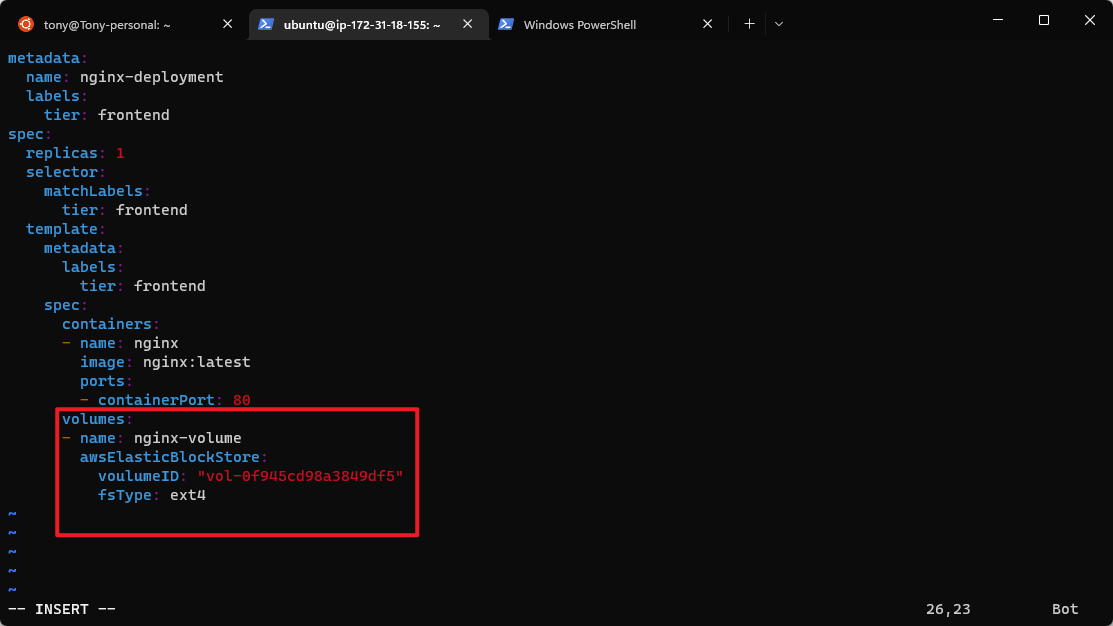 tony@Tony-personal: ~
ubuntu@ip-172-31-18-155: ~
Windows PowerShell
metadata:
  name: nginx-deployment
  labels:
    tier: frontend
spec:
  replicas: 1
  selector:
    matchLabels:
      tier: frontend
  template:
    metadata:
      labels:
        tier: frontend
    spec:
      containers:
      - name: nginx
        image: nginx:latest
        ports:
        - containerPort: 80
      volumes:
      - name: nginx-volume
        awsElasticBlockStore:
          voulumeID: "vol-0f945cd98a3849df5"
          fsType: ext4
~
~
~
~
~
-- INSERT -- 26,23 Bot